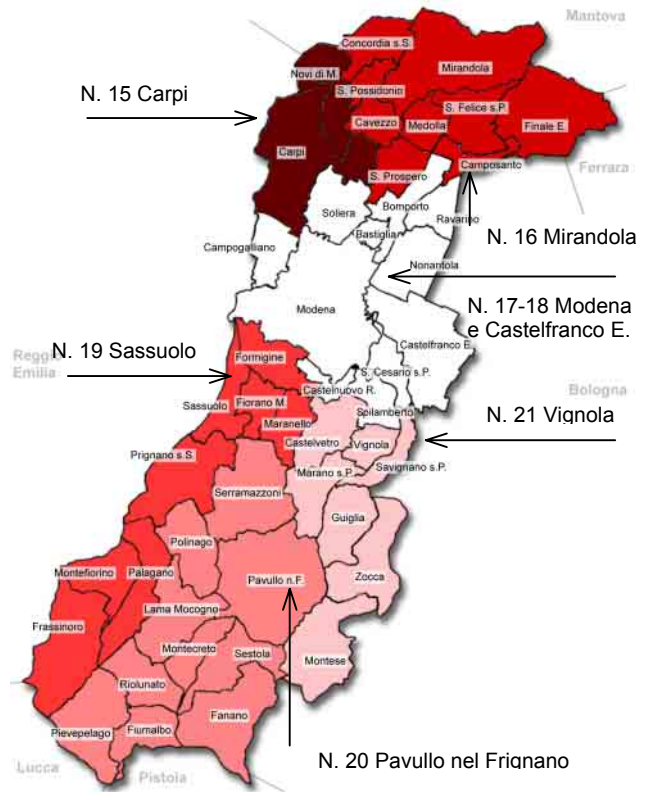 Mantova
Concordia s.S.
Novi di M.
Mirandola
S. Possidonio
N. 15 Carpi
S. Felice s.P.
Cavezzo
Medolla
Finale E.
Carpi
Camposanto
Ferrara
S. Prospero
Bomporto
Soliera
Ravarino
Bastiglia
N. 16 Mirandola
Campogalliano
Nonantola
Modena
N. 17-18 Modena
e Castelfranco E.
Castelfranco E.
Reggio
Emilia
N. 19 Sassuolo
Formigine
S. Cesario s.P.
Castelnuovo R.
Bologna
Sassuolo
Fiorano M.
Spilamberto
N. 21 Vignola
Maranello
Castelvetro
Vignola
Prignano s.S.
Marano s.P.
Savignano s.P.
Serramazzoni
Guiglia
Polinago
Montefiorino
Palagano
Pavullo n.F.
Zocca
Lama Mocogno
Frassinoro
Montecreto
Sestola
Montese
Riolunato
Fanano
Pievepelago
Fiumalbo
N. 20 Pavullo nel Frignano
Lucca
Pistoia